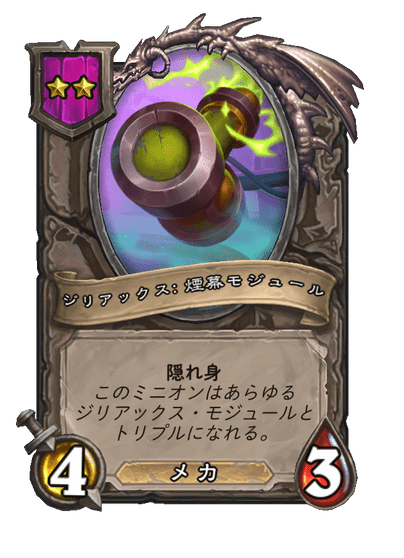 ジリアックス: 煙幕モジュール
隠れ身
このミニオンはあらゆる
ジリアックス・モジュールと
トリプルになれる。
4
メカ
3